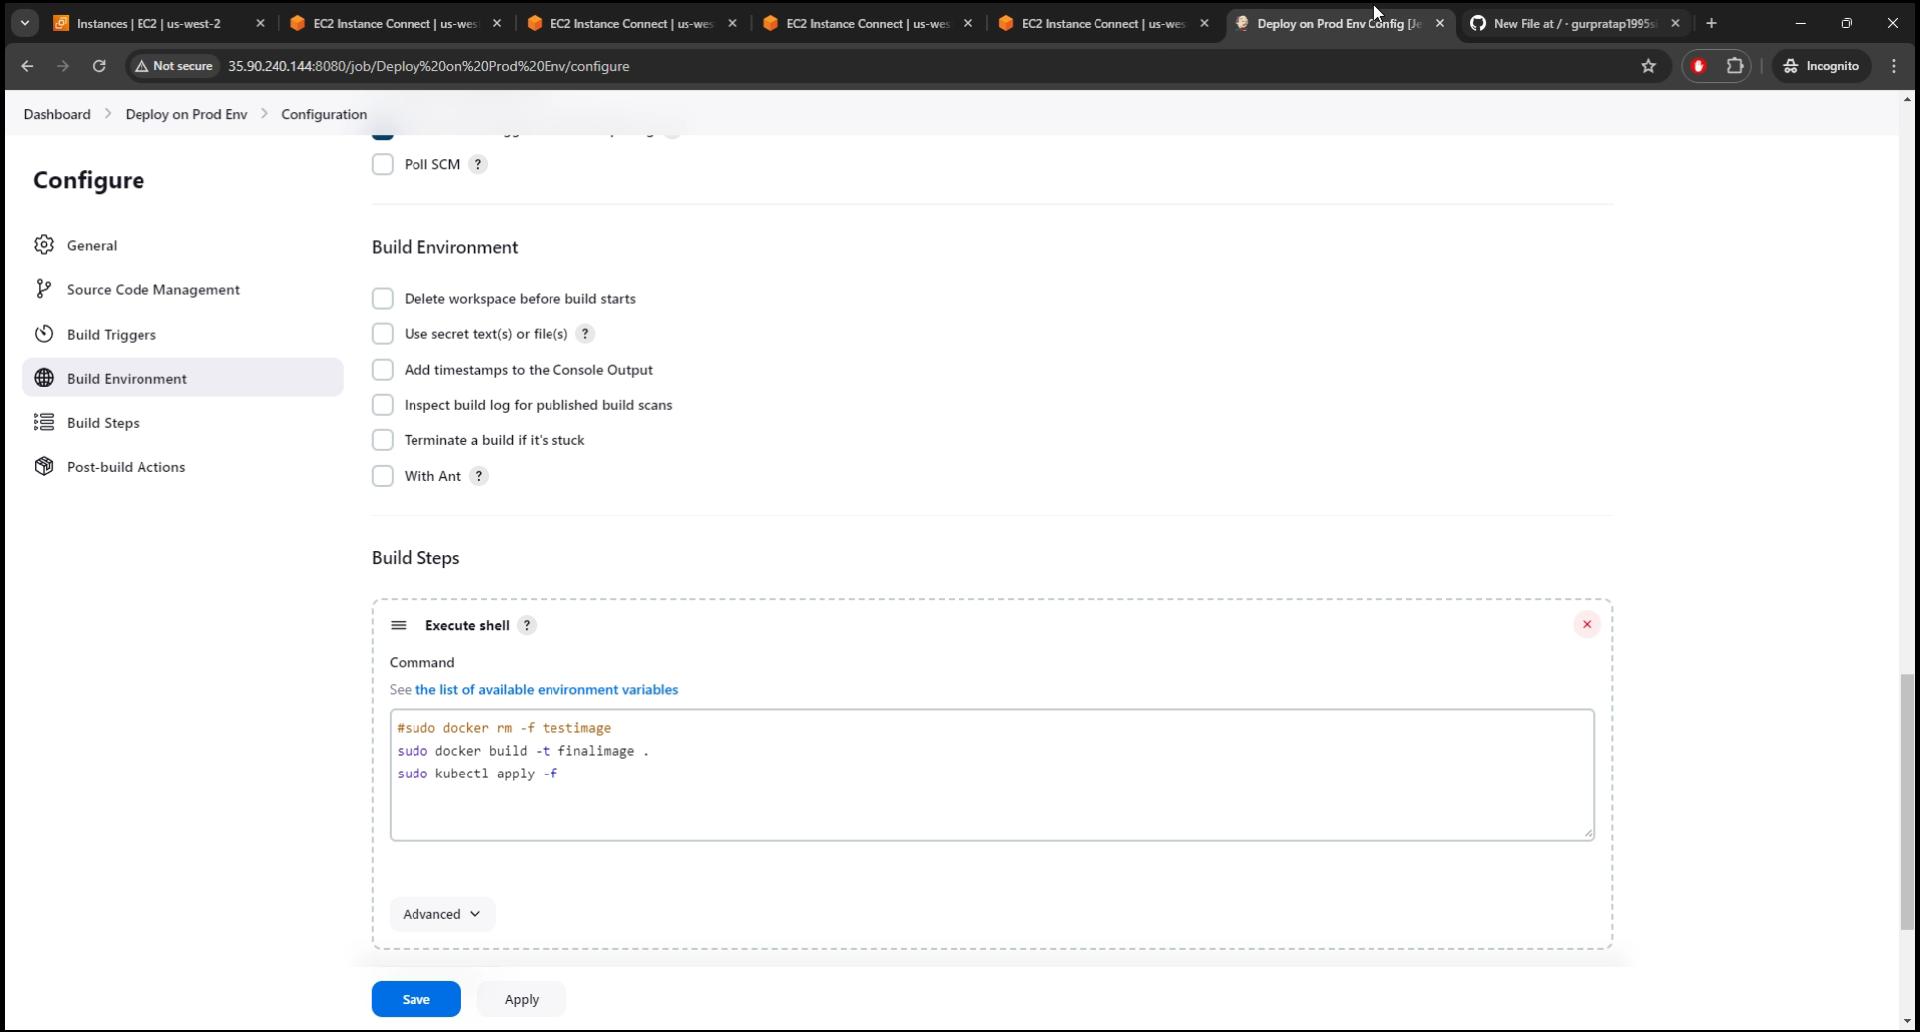 Instances | EC2 | us-west-2
EC2 Instance Connect | us-wes
EC2 Instance Connect | us-wes
EC2 Instance Connect | us-wes
EC2 Instance Connect | us-wes
Deploy on Prod Env Config [Je
New File at / · gurpratap1995si
Not secure
35.90.240.144:8080/job/Deploy%20on%20Prod%20Env/configure
Incognito
Dashboard > Deploy on Prod Env > Configuration
Configure
General
Source Code Management
Build Triggers
Build Environment
Build Steps
Post-build Actions
Poll SCM ?
Build Environment
Delete workspace before build starts
Use secret text(s) or file(s) ?
Add timestamps to the Console Output
Inspect build log for published build scans
Terminate a build if it's stuck
With Ant ?
Build Steps
Execute shell ?
Command
See the list of available environment variables
#sudo docker rm -f testimage
sudo docker build -t finalimage .
sudo kubectl apply -f
Advanced
Save
Apply